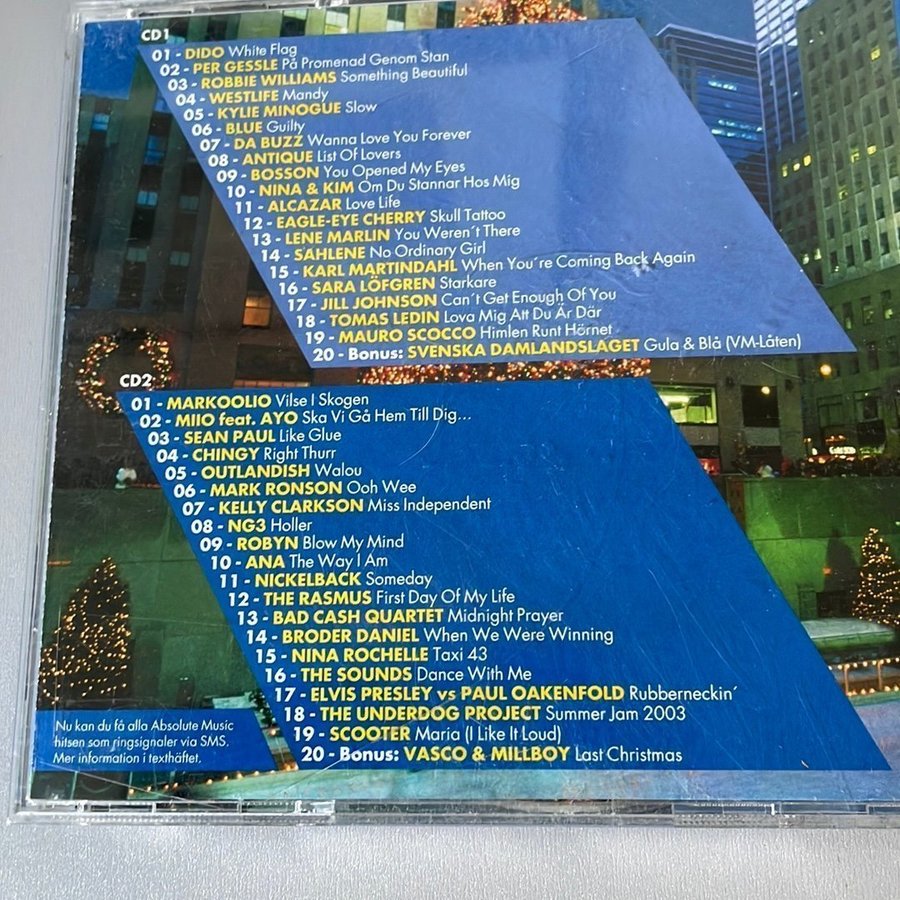 CD1
01 - DIDO White Flag
02 - PER GESSLE På Promenad Genom Stan
03 - ROBBIE WILLIAMS Something Beautiful
04 - WESTLIFE Mandy
05 - KYLIE MINOGUE Slow
06 - BLUE Guilty
07 - DA BUZZ Wanna Love You Forever
08 - ANTIQUE List Of Lovers
09 - BOSSON You Opened My Eyes
10 - NINA & KIM Om Du Stannar Hos Mig
11 - ALCAZAR Love Life
12 - EAGLE-EYE CHERRY Skull Tattoo
13 - LENE MARLIN You Weren´t There
14 - SAHLENE No Ordinary Girl
15 - KARL MARTINDAHL When You´re Coming Back Again
16 - SARA LÖFGREN Starkare
17 - JILL JOHNSON Can´t Get Enough Of You
18 - TOMAS LEDIN Lova Mig Att Du Är Där
19 - MAURO SCOCCO Himlen Runt Hörnet
20 - Bonus: SVENSKA DAMLANDSLAGET Gula & Blå (VM-Låten)
CD2
01 - MARKOOLIO Vilse I Skogen
02 - MIIO feat. AYO Ska Vi Gå Hem Till Dig...
03 - SEAN PAUL Like Glue
04 - CHINGY Right Thurr
05 - OUTLANDISH Walou
06 - MARK RONSON Ooh Wee
07 - KELLY CLARKSON Miss Independent
08 - NG3 Holler
09 - ROBYN Blow My Mind
10 - ANA The Way I Am
11 - NICKELBACK Someday
12 - THE RASMUS First Day Of My Life
13 - BAD CASH QUARTET Midnight Prayer
14 - BRODER DANIEL When We Were Winning
15 - NINA ROCHELLE Taxi 43
16 - THE SOUNDS Dance With Me
17 - ELVIS PRESLEY vs PAUL OAKENFOLD Rubberneckin´
18 - THE UNDERDOG PROJECT Summer Jam 2003
19 - SCOOTER Maria (I Like It Loud)
20 - Bonus: VASCO & MILLBOY Last Christmas
Nu kan du få alla Absolute Music
hitsen som ringsignaler via SMS.
Mer information i texthäftet.